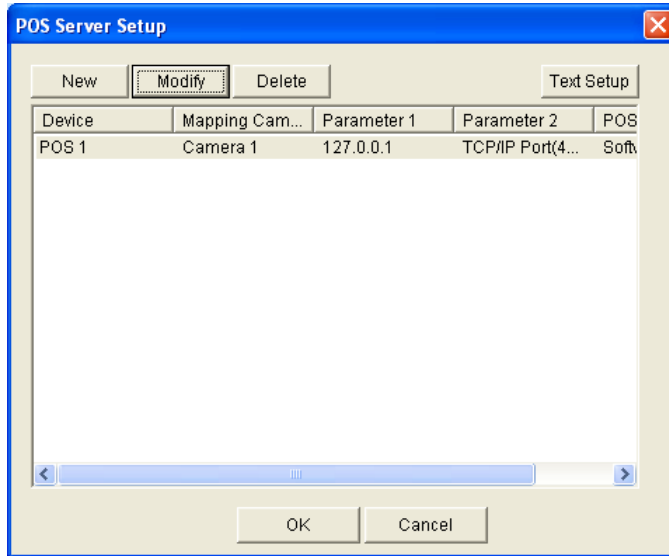 POS Server Setup
New Modify Delete Text Setup
Device Mapping Cam... Parameter 1 Parameter 2 POS
POS 1 Camera 1 127.0.0.1 TCP/IP Port(4...
OK Cancel